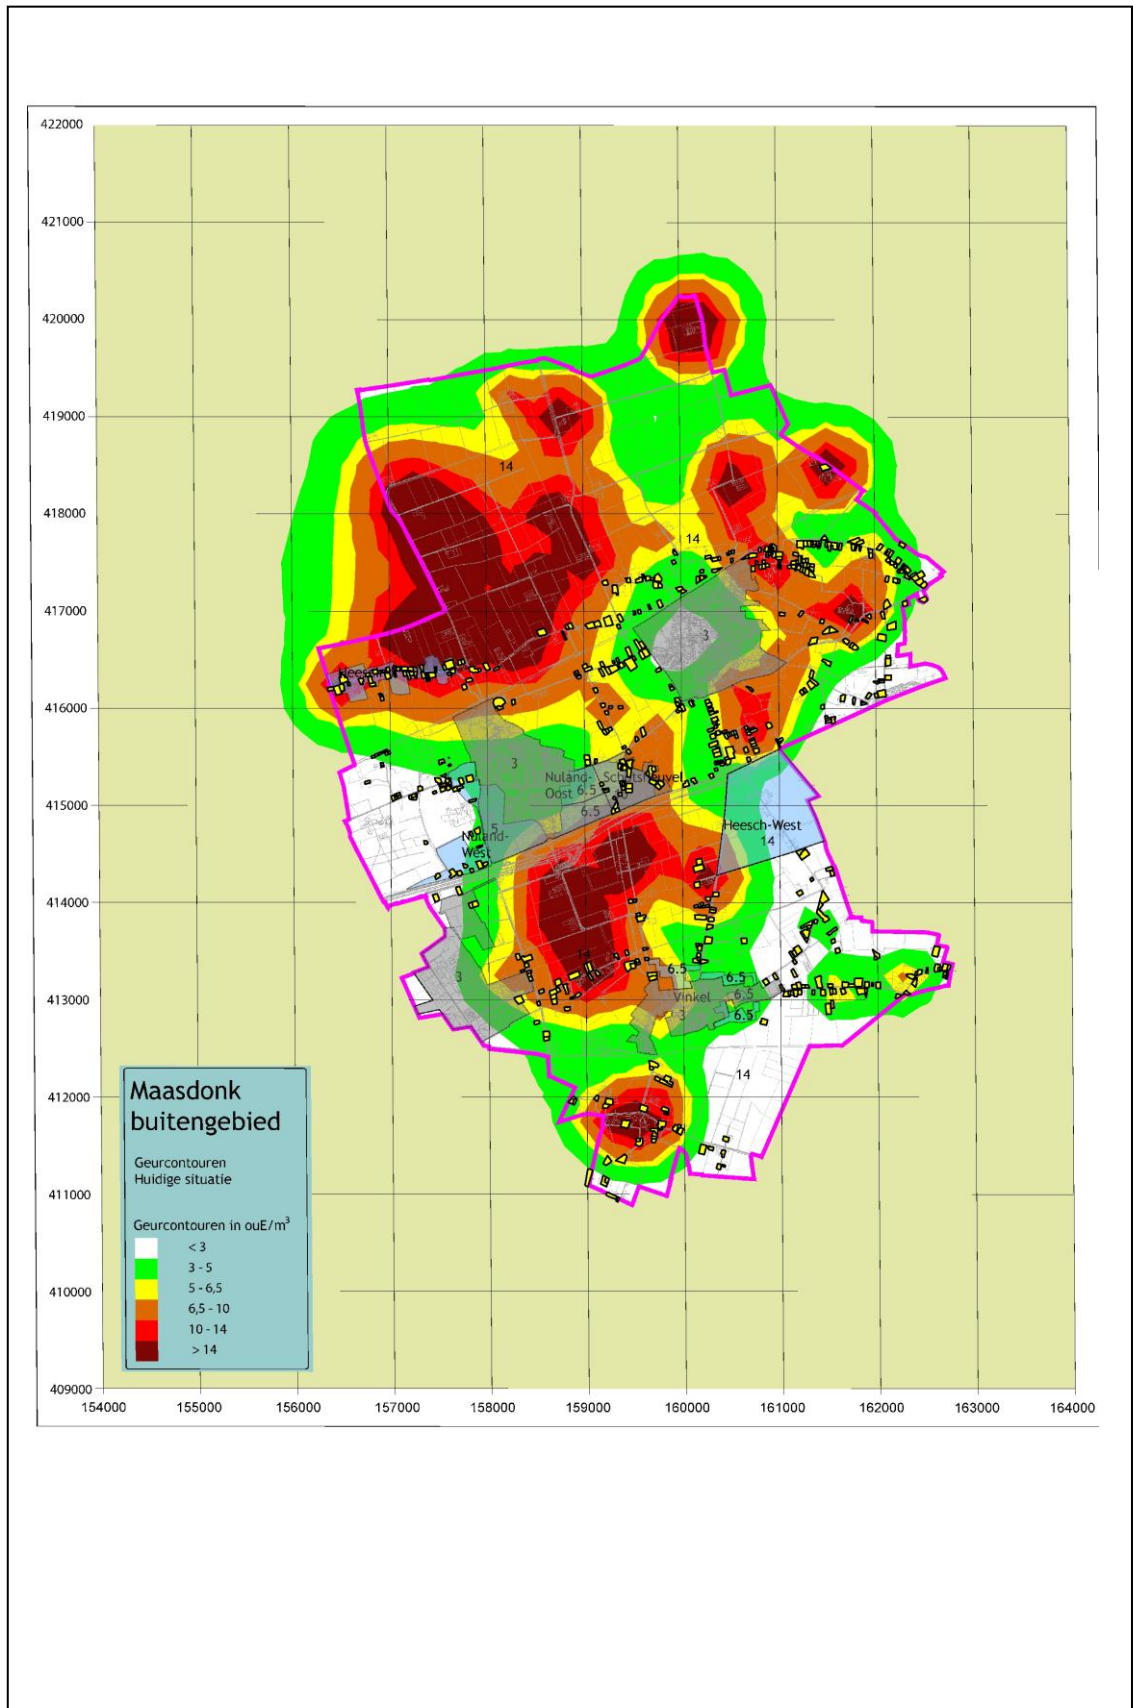 422000
421000
420000
419000
14
418000
14
417000
3
416000
3
Nuland-
Oost
6.5
Schutsheuvel
415000
6.5
5
Nuland-
West
Heesch-West
14
414000
14
6.5
6.5
3
413000
Vinkel
6.5
3
6.5
14
412000
411000
410000
409000
Maasdonk
buitengebied
Geurcontouren
Huidige situatie
Geurcontouren in ouE/m³
< 3
3 - 5
5 - 6,5
6,5 - 10
10 - 14
> 14
154000 155000 156000 157000 158000 159000 160000 161000 162000 163000 164000